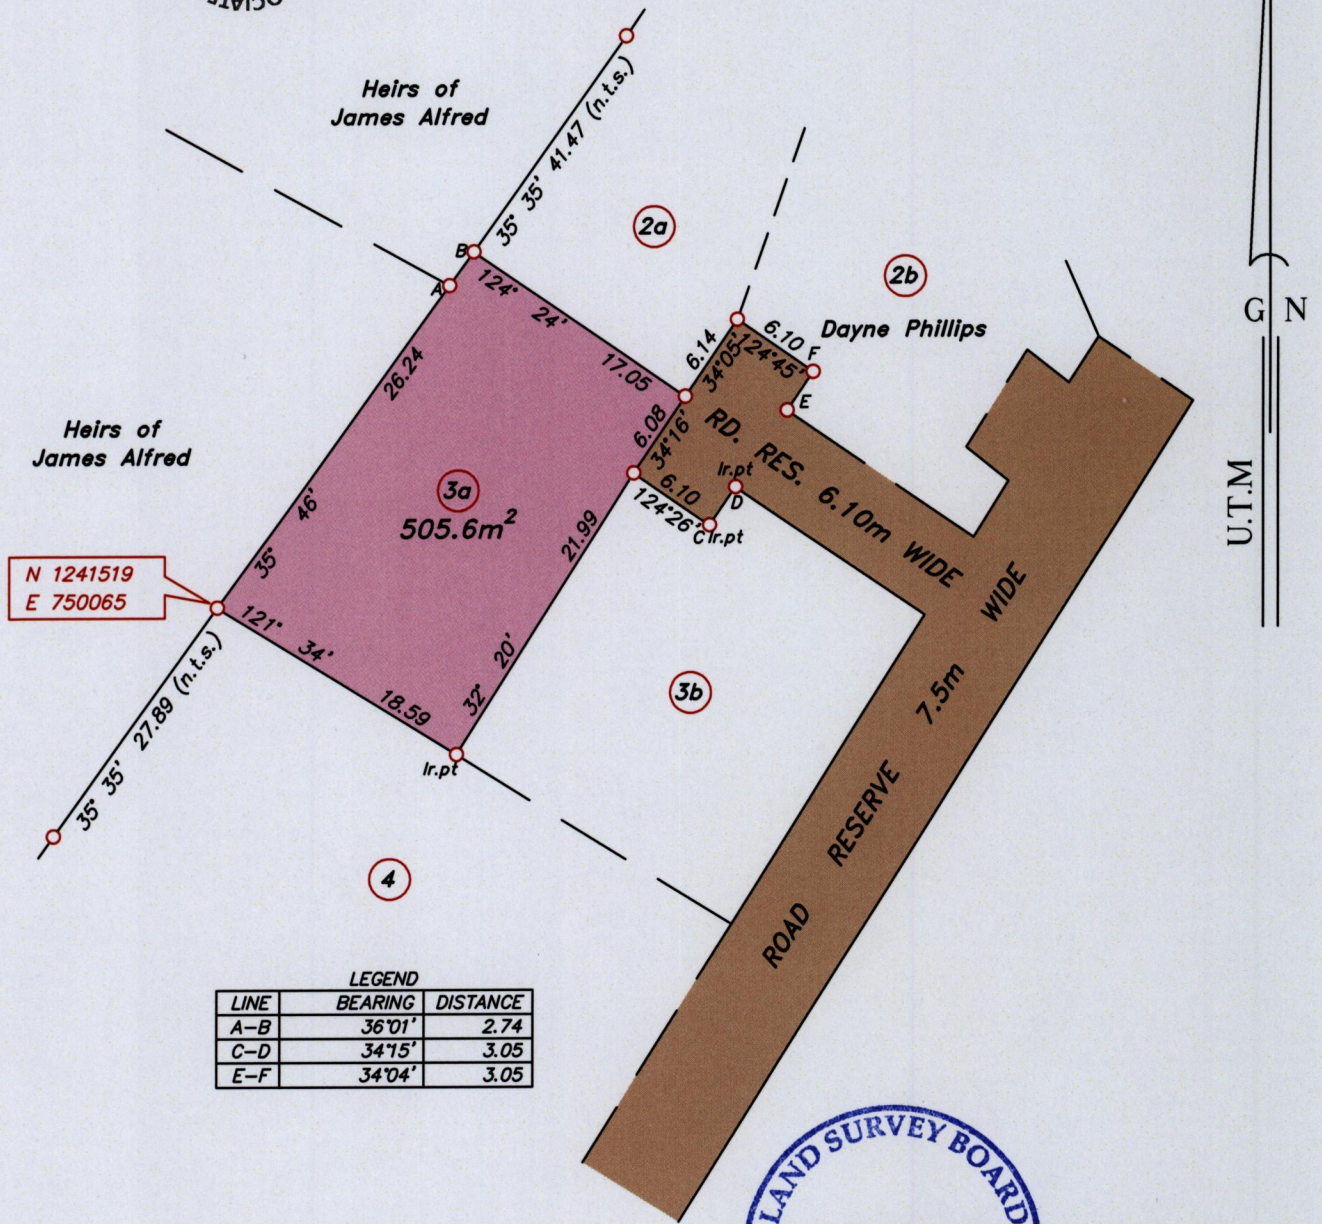 Heirs of
James Alfred
35° 35' 41.47 (n.t.s.)
2a
2b
Dayne Phillips
G N
U.T.M
B
A
124° 24' 17.05
6.14
34°05'
6.10
124°45'
F
E
26.24
35° 46'
6.08
34°16'
Heirs of
James Alfred
3a
505.6m²
RD. RES. 6.10m WIDE
Ir.pt
D
6.10
124°26'
C Ir.pt
21.99
32° 20'
N 1241519
E 750065
121° 34' 18.59
Ir.pt
35° 35' 27.89 (n.t.s.)
3b
ROAD RESERVE 7.5m WIDE
4
LEGEND
LINE BEARING DISTANCE
A-B 36°01' 2.74
C-D 34°15' 3.05
E-F 34°04' 3.05
LAND SURVEY BOARD